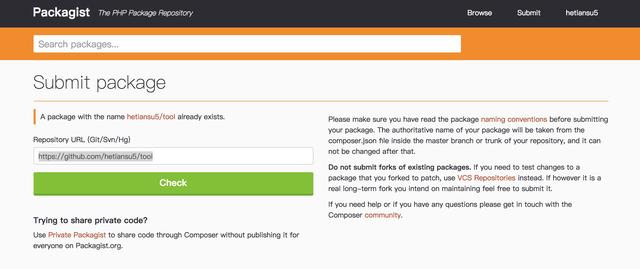 Packagist The PHP Package Repository
Browse Submit hetiansu5
Search packages...
Submit package
A package with the name hetiansu5/tool already exists.
Repository URL (Git/Svn/Hg)
https://github.com/hetiansu5/tool
Check
Trying to share private code?
Use Private Packagist to share code through Composer without publishing it for
everyone on Packagist.org.
Please make sure you have read the package naming conventions before submitting
your package. The authoritative name of your package will be taken from the
composer.json file inside the master branch or trunk of your repository, and it can
not be changed after that.
Do not submit forks of existing packages. If you need to test changes to a
package that you forked to patch, use VCS Repositories instead. If however it is a
real long-term fork you intend on maintaining feel free to submit it.
If you need help or if you have any questions please get in touch with the
Composer community.